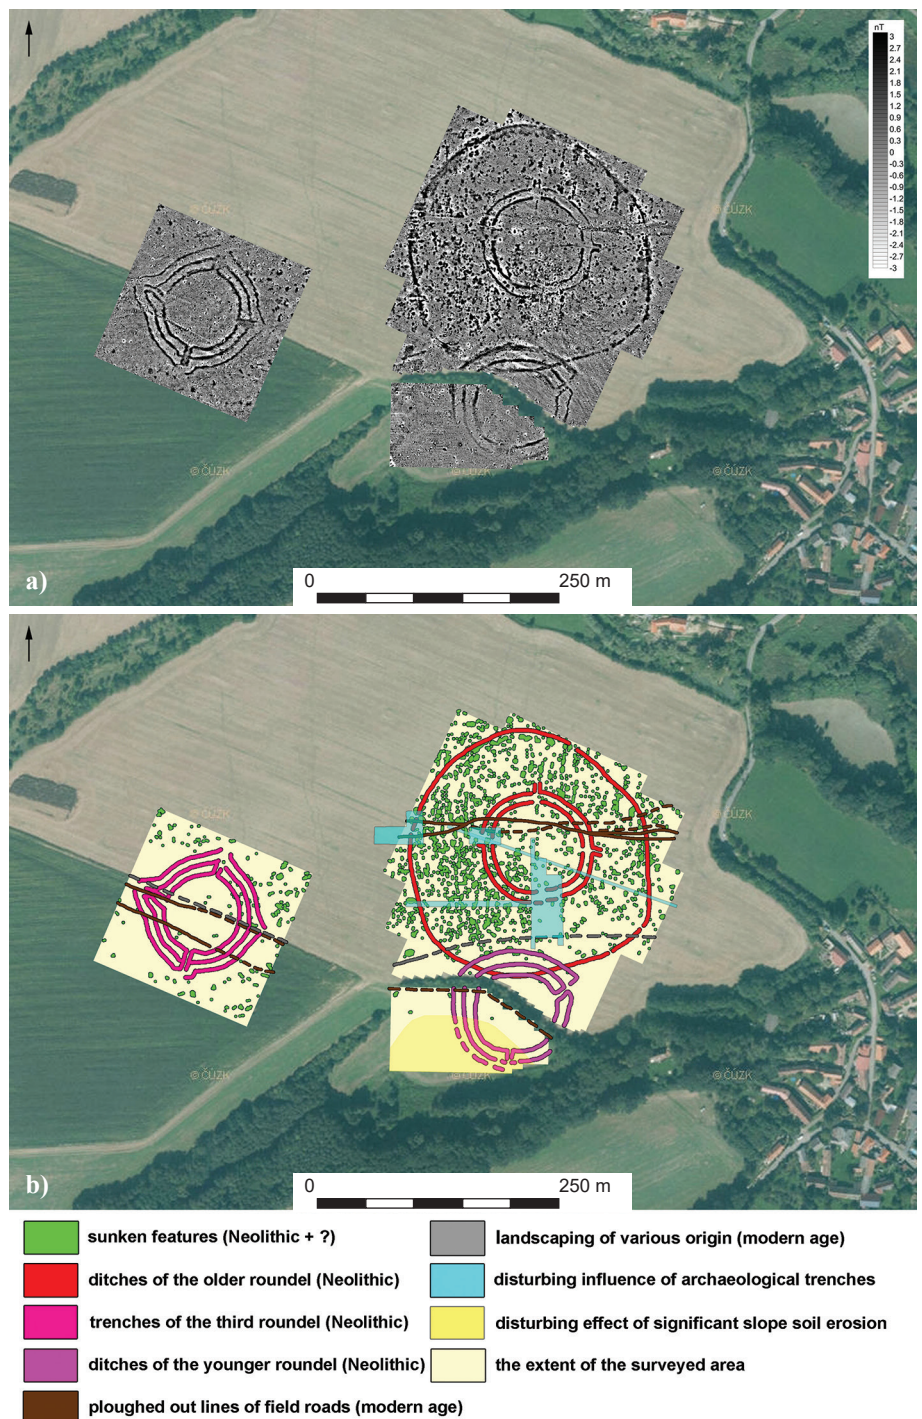 nT
3
2.7
2.4
2.1
1.8
1.5
1.2
0.9
0.6
0.3
0
-0.3
-0.6
-0.9
-1.2
-1.5
-1.8
-2.1
-2.4
-2.7
-3
© ČÚZK
© ČÚZK
© ČÚZK
© ČÚZK
© ČÚZK
a)
0 250 m
© ČÚZK
© ČÚZK
© ČÚZK
© ČÚZK
© ČÚZK
b)
0 250 m
sunken features (Neolithic + ?)
ditches of the older roundel (Neolithic)
trenches of the third roundel (Neolithic)
ditches of the younger roundel (Neolithic)
ploughed out lines of field roads (modern age)
landscaping of various origin (modern age)
disturbing influence of archaeological trenches
disturbing effect of significant slope soil erosion
the extent of the surveyed area